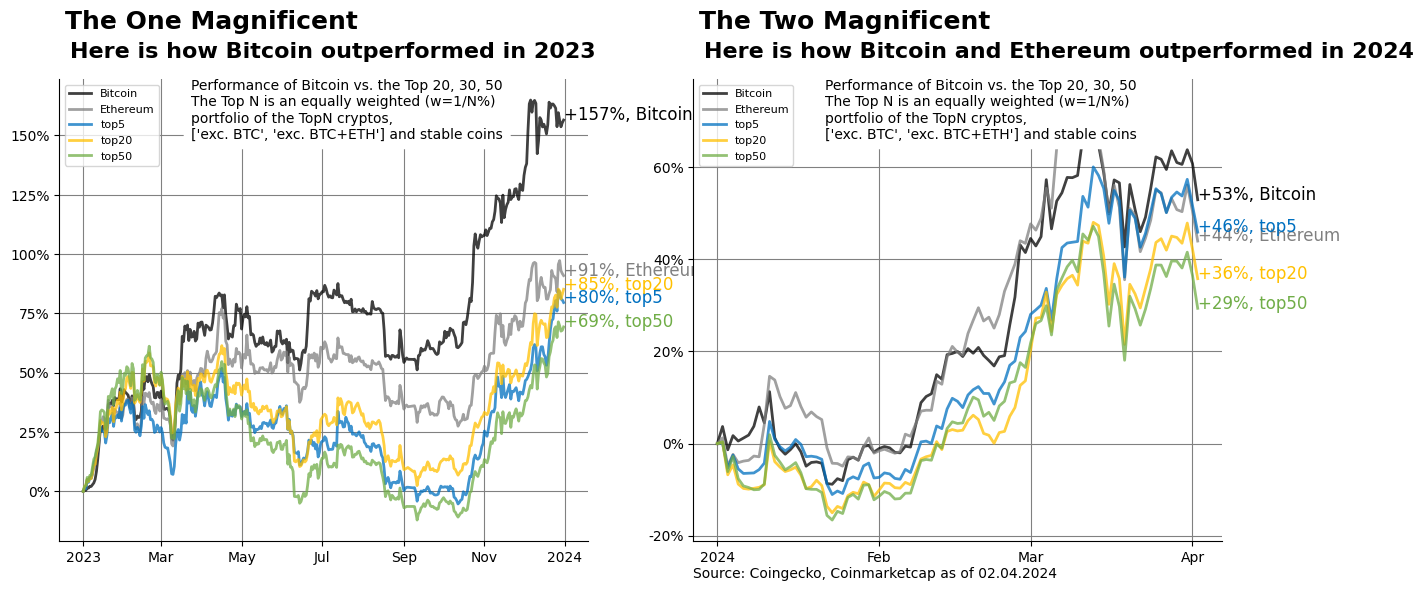 The One Magnificent
Here is how Bitcoin outperformed in 2023
Bitcoin
Ethereum
top5
top20
top50
Performance of Bitcoin vs. the Top 20, 30, 50
The Top N is an equally weighted (w=1/N%)
portfolio of the TopN cryptos,
['exc. BTC', 'exc. BTC+ETH'] and stable coins
150%
125%
100%
75%
50%
25%
0%
+157%, Bitcoin
+91%, Ethereum
+85%, top20
+80%, top5
+69%, top50
2023
Mar
May
Jul
Sep
Nov
2024
The Two Magnificent
Here is how Bitcoin and Ethereum outperformed in 2024
Bitcoin
Ethereum
top5
top20
top50
Performance of Bitcoin vs. the Top 20, 30, 50
The Top N is an equally weighted (w=1/N%)
portfolio of the TopN cryptos,
['exc. BTC', 'exc. BTC+ETH'] and stable coins
60%
40%
20%
0%
-20%
+53%, Bitcoin
+46%, top5
+44%, Ethereum
+36%, top20
+29%, top50
2024
Feb
Mar
Apr
Source: Coingecko, Coinmarketcap as of 02.04.2024